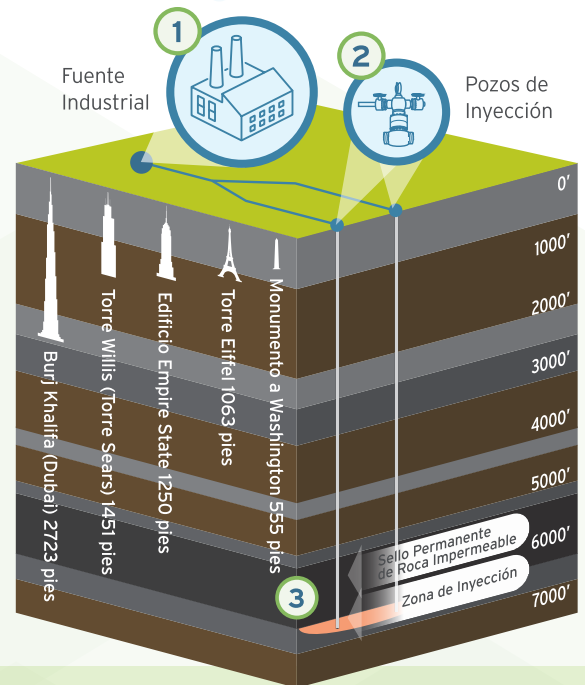 1
Fuente
Industrial
2
Pozos de
Inyección
0’
1000’
2000’
3000’
4000’
5000’
6000’
7000’
Burj Khalifa (Dubai) 2723 pies
Torre Willis (Torre Sears) 1451 pies
Edificio Empire State 1250 pies
Torre Eiffel 1063 pies
Monumento a Washington 555 pies
Sello Permanente
de Roca Impermeable
Zona de Inyección
3